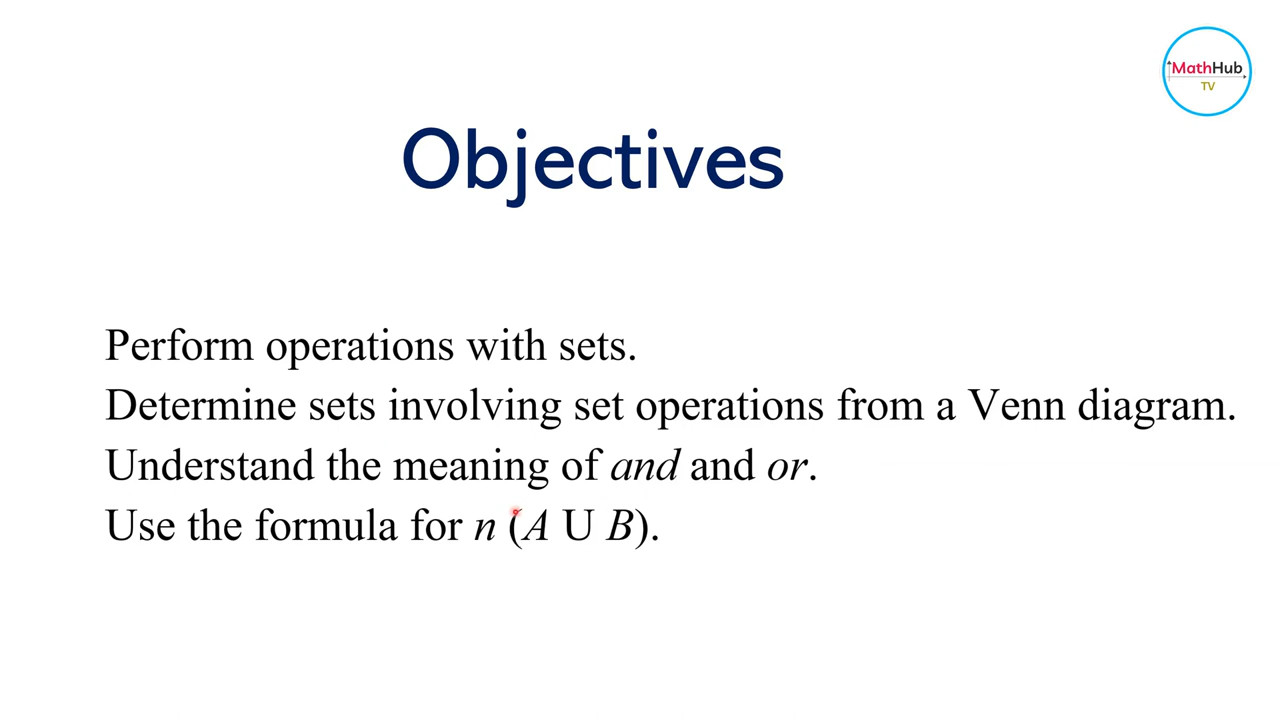 MathHub
TV
Objectives
Perform operations with sets.
Determine sets involving set operations from a Venn diagram.
Understand the meaning of and and or.
Use the formula for n (A U B).